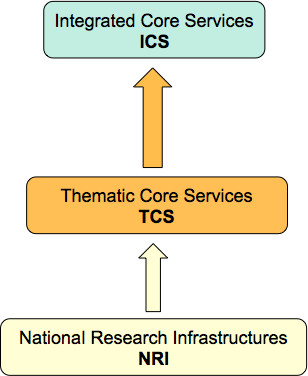 Integrated Core Services
ICS
Thematic Core Services
TCS
National Research Infrastructures
NRI